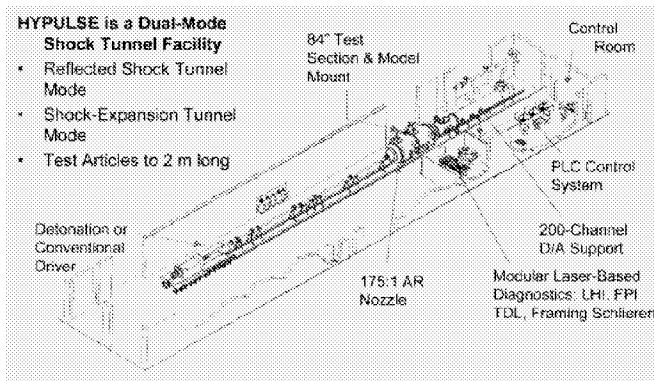 HYPULSE is a Dual-Mode
Shock Tunnel Facility
• Reflected Shock Tunnel
Mode
• Shock-Expansion Tunnel
Mode
• Test Articles to 2 m long
84" Test
Section & Model
Mount
Control
Room
PLC Control
System
200-Channel
D/A Support
Modular Laser-Based
Diagnostics: LHI, FPI
TDL, Framing Schlieren
175:1 AR
Nozzle
Detonation or
Conventional
Driver